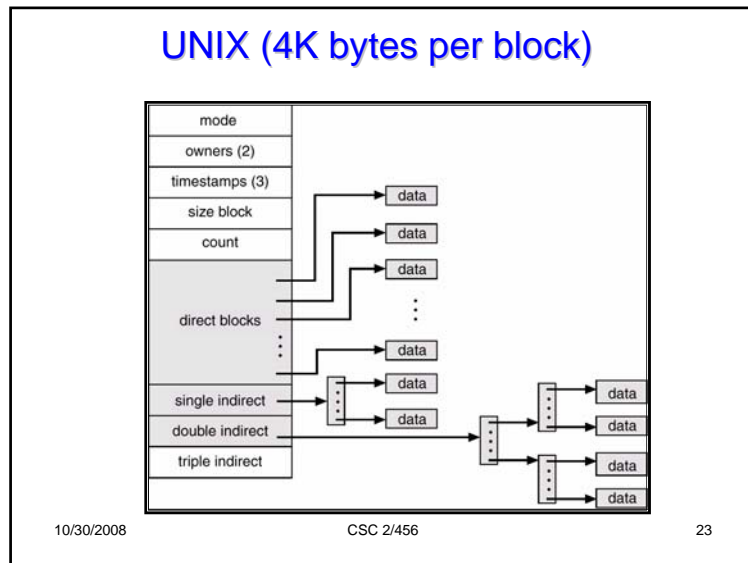 UNIX (4K bytes per block)
mode
owners (2)
timestamps (3)
size block
count
direct blocks
single indirect
double indirect
triple indirect
data
data
data
data
data
data
data
data
data
data
10/30/2008
CSC 2/456
23